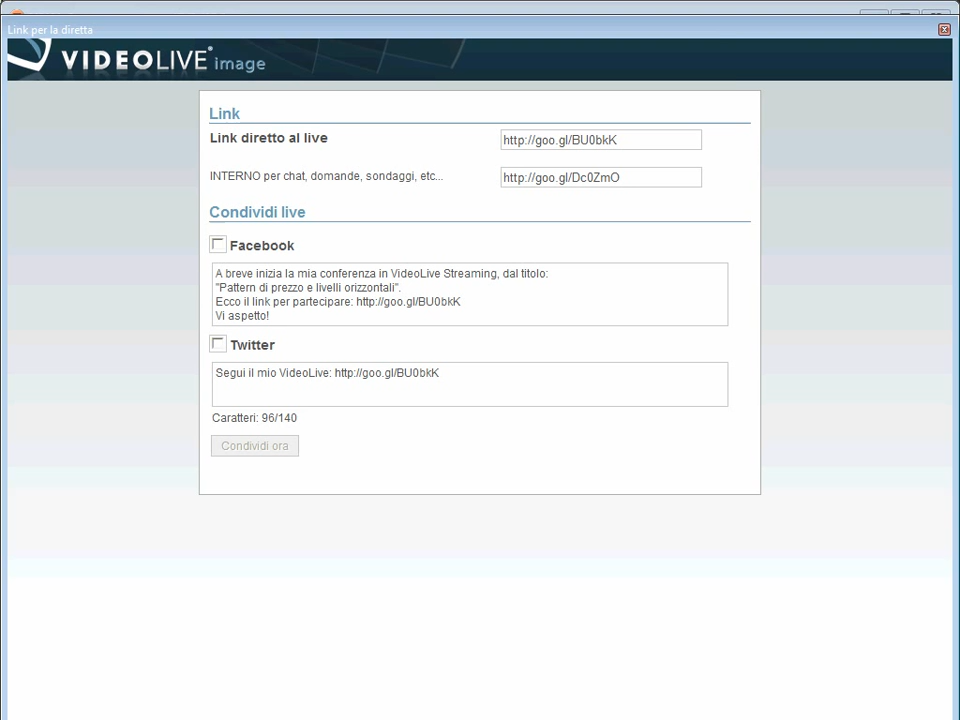 Link per la diretta
VIDEOLIVE® image
Link
Link diretto al live
http://goo.gl/BU0bkK
INTERNO per chat, domande, sondaggi, etc...
http://goo.gl/Dc0ZmO
Condividi live
Facebook
A breve inizia la mia conferenza in VideoLive Streaming, dal titolo:
"Pattern di prezzo e livelli orizzontali".
Ecco il link per partecipare: http://goo.gl/BU0bkK
Vi aspetto!
Twitter
Segui il mio VideoLive: http://goo.gl/BU0bkK
Caratteri: 96/140
Condividi ora